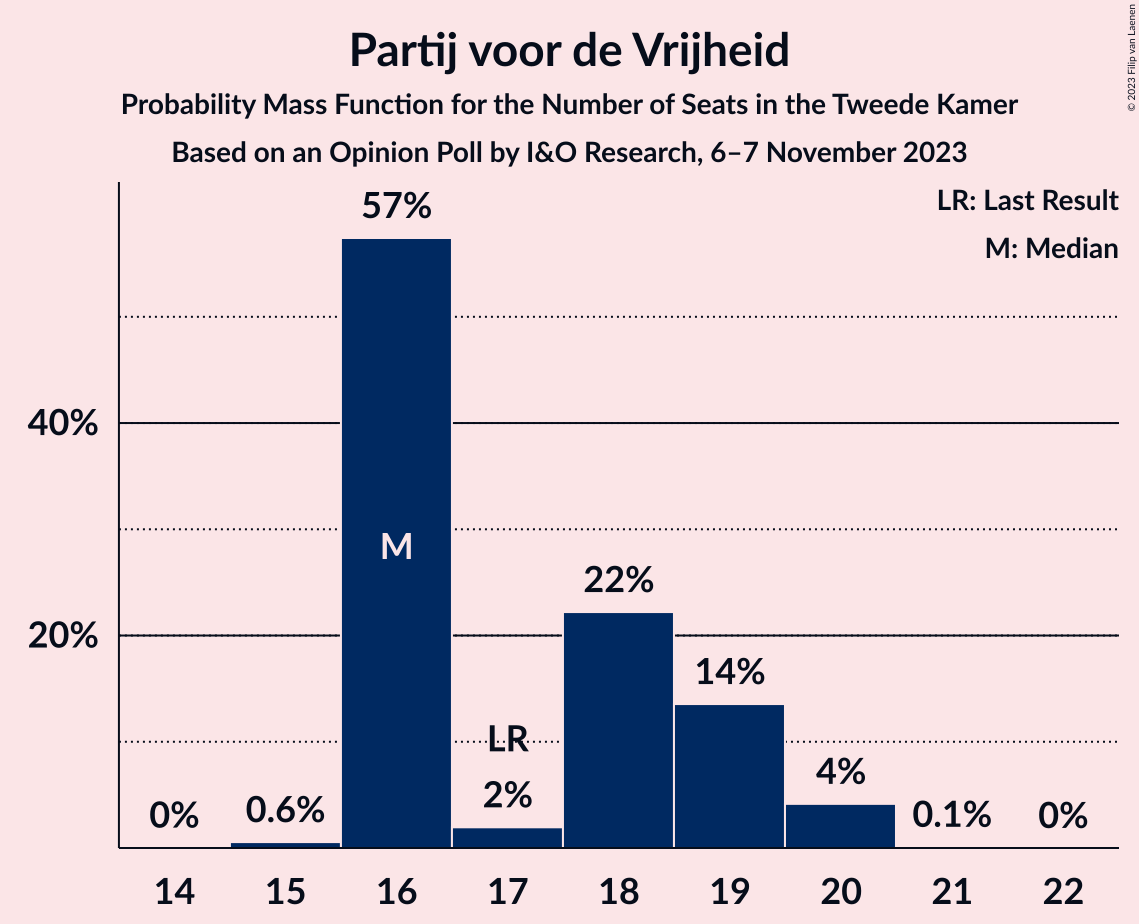 Partij voor de Vrijheid
Probability Mass Function for the Number of Seats in the Tweede Kamer
Based on an Opinion Poll by I&O Research, 6–7 November 2023
© 2023 Filip van Laenen
LR: Last Result
M: Median
57%
40%
M
22%
20%
14%
LR
4%
2%
0%
0.6%
0.1%
0%
14 15 16 17 18 19 20 21 22